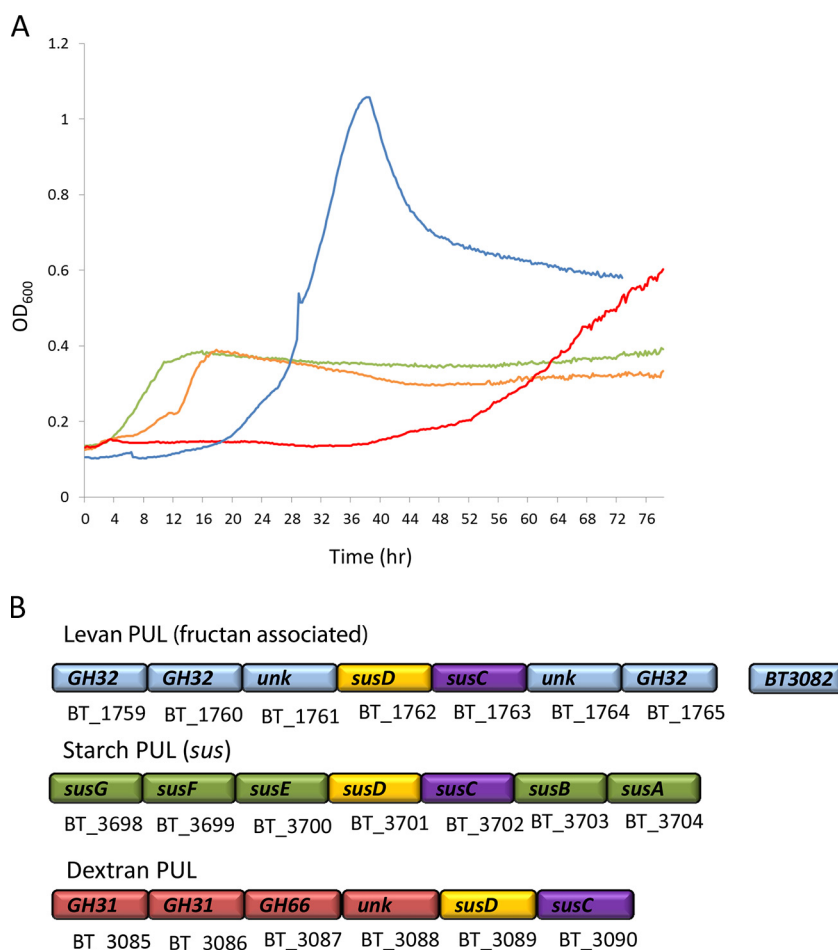 A
1.2
1
0.8
0.6
0.4
0.2
0
OD600
0 4 8 12 16 20 24 28 32 36 40 44 48 52 56 60 64 68 72 76
Time (hr)
B
Levan PUL (fructan associated)
GH32 GH32 unk susD susC unk GH32 BT3082
BT_1759 BT_1760 BT_1761 BT_1762 BT_1763 BT_1764 BT_1765
Starch PUL (sus)
susG susF susE susD susC susB susA
BT_3698 BT_3699 BT_3700 BT_3701 BT_3702 BT_3703 BT_3704
Dextran PUL
GH31 GH31 GH66 unk susD susC
BT_3085 BT_3086 BT_3087 BT_3088 BT_3089 BT_3090